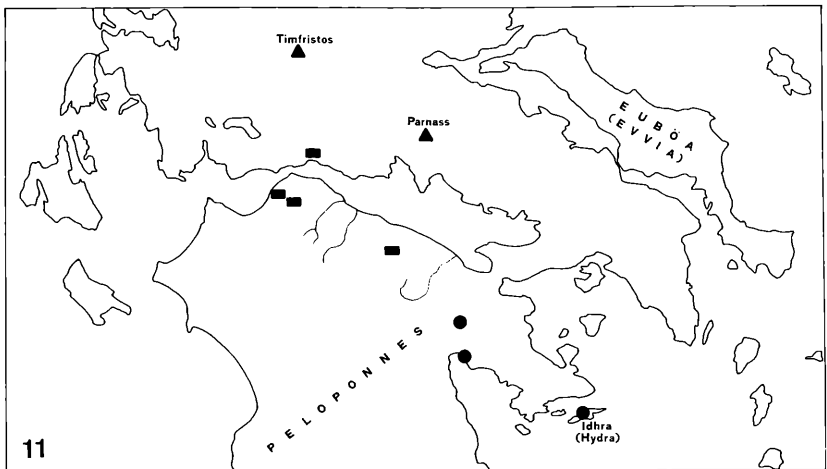 Timfristos
Parnass
EUBÖA
(EVVIA)
PELOPONNES
Idhra
(Hydra)
11